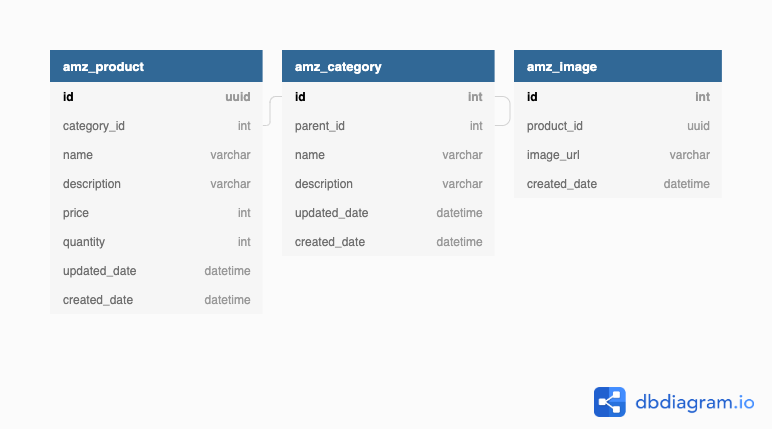 amz_product
id uuid
category_id int
name varchar
description varchar
price int
quantity int
updated_date datetime
created_date datetime
amz_category
id int
parent_id int
name varchar
description varchar
updated_date datetime
created_date datetime
amz_image
id int
product_id uuid
image_url varchar
created_date datetime
dbdiagram.io